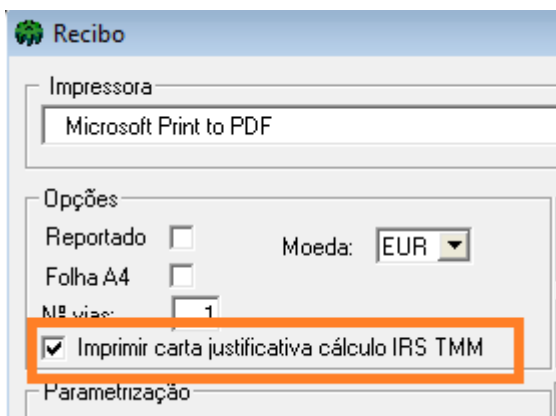 Recibo
Impressora
Microsoft Print to PDF
Opções
Reportado Moeda: EUR
Folha A4
Nº vias: 1
Imprimir carta justificativa cálculo IRS TMM
Parametrização